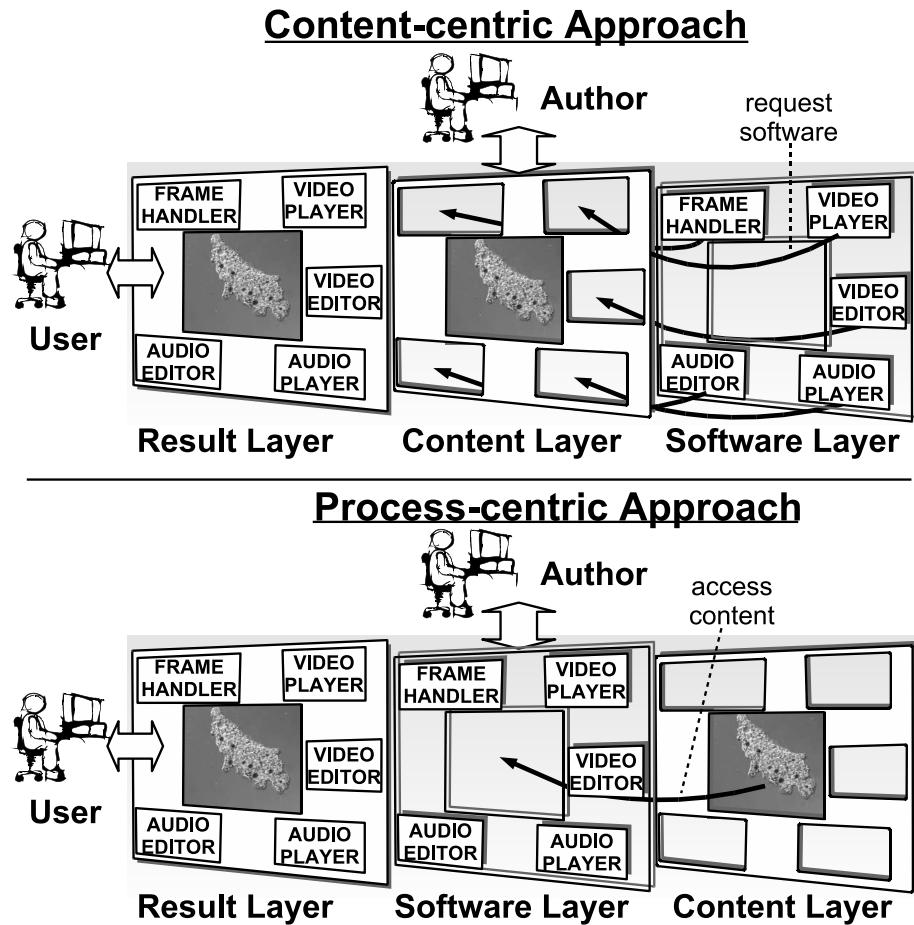 Content-centric Approach
Author
request
software
FRAME
HANDLER
VIDEO
PLAYER
VIDEO
EDITOR
AUDIO
EDITOR
AUDIO
PLAYER
FRAME
HANDLER
VIDEO
PLAYER
VIDEO
EDITOR
AUDIO
EDITOR
AUDIO
PLAYER
User
Result Layer
Content Layer
Software Layer
Process-centric Approach
Author
access
content
FRAME
HANDLER
VIDEO
PLAYER
VIDEO
EDITOR
AUDIO
EDITOR
AUDIO
PLAYER
FRAME
HANDLER
VIDEO
PLAYER
VIDEO
EDITOR
AUDIO
EDITOR
AUDIO
PLAYER
User
Result Layer
Software Layer
Content Layer